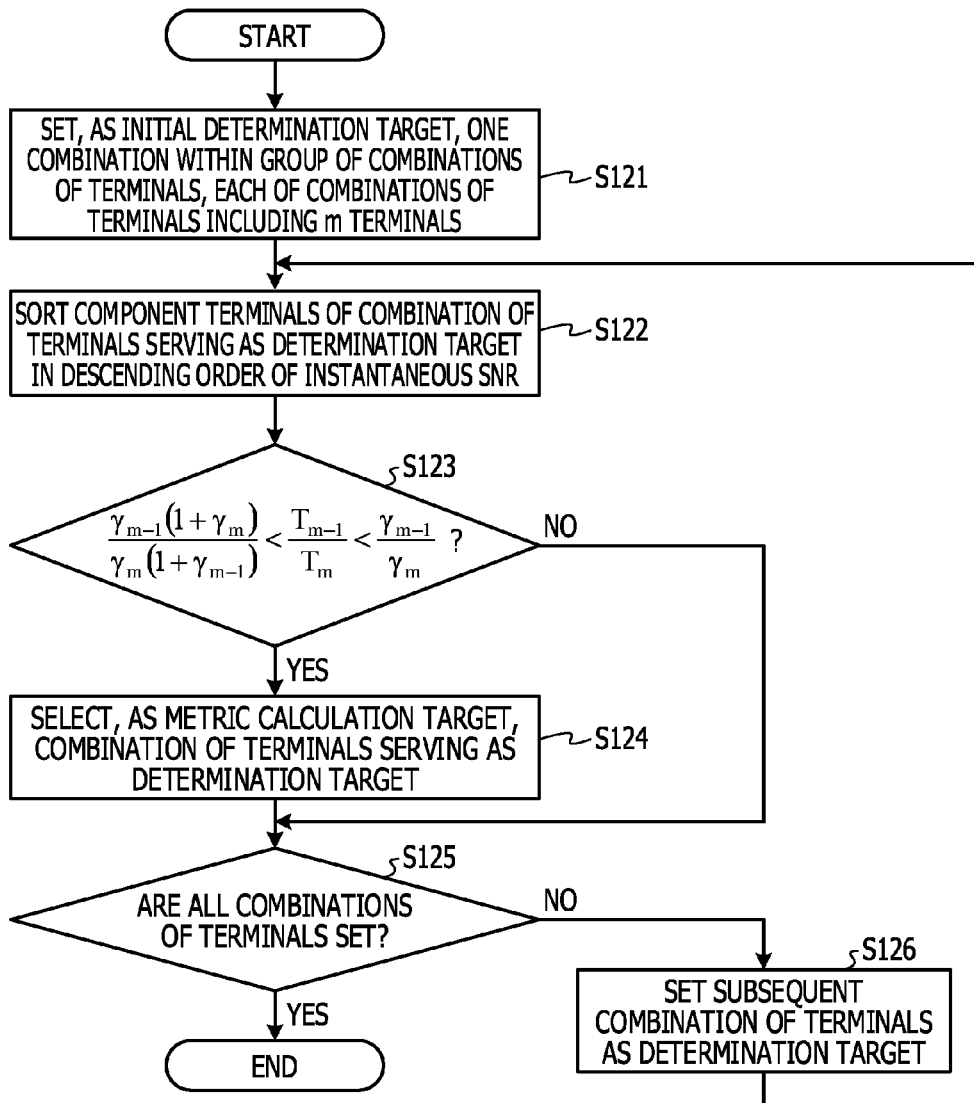 START
SET, AS INITIAL DETERMINATION TARGET, ONE
COMBINATION WITHIN GROUP OF COMBINATIONS
OF TERMINALS, EACH OF COMBINATIONS OF
TERMINALS INCLUDING m TERMINALS
S121
SORT COMPONENT TERMINALS OF COMBINATION OF
TERMINALS SERVING AS DETERMINATION TARGET
IN DESCENDING ORDER OF INSTANTANEOUS SNR
S122
S123
γₘ₋₁(1+γₘ)/γₘ(1+γₘ₋₁) < Tₘ₋₁/Tₘ < γₘ₋₁/γₘ ?
NO
YES
SELECT, AS METRIC CALCULATION TARGET,
COMBINATION OF TERMINALS SERVING AS
DETERMINATION TARGET
S124
S125
ARE ALL COMBINATIONS
OF TERMINALS SET?
NO
YES
S126
SET SUBSEQUENT
COMBINATION OF TERMINALS
AS DETERMINATION TARGET
END